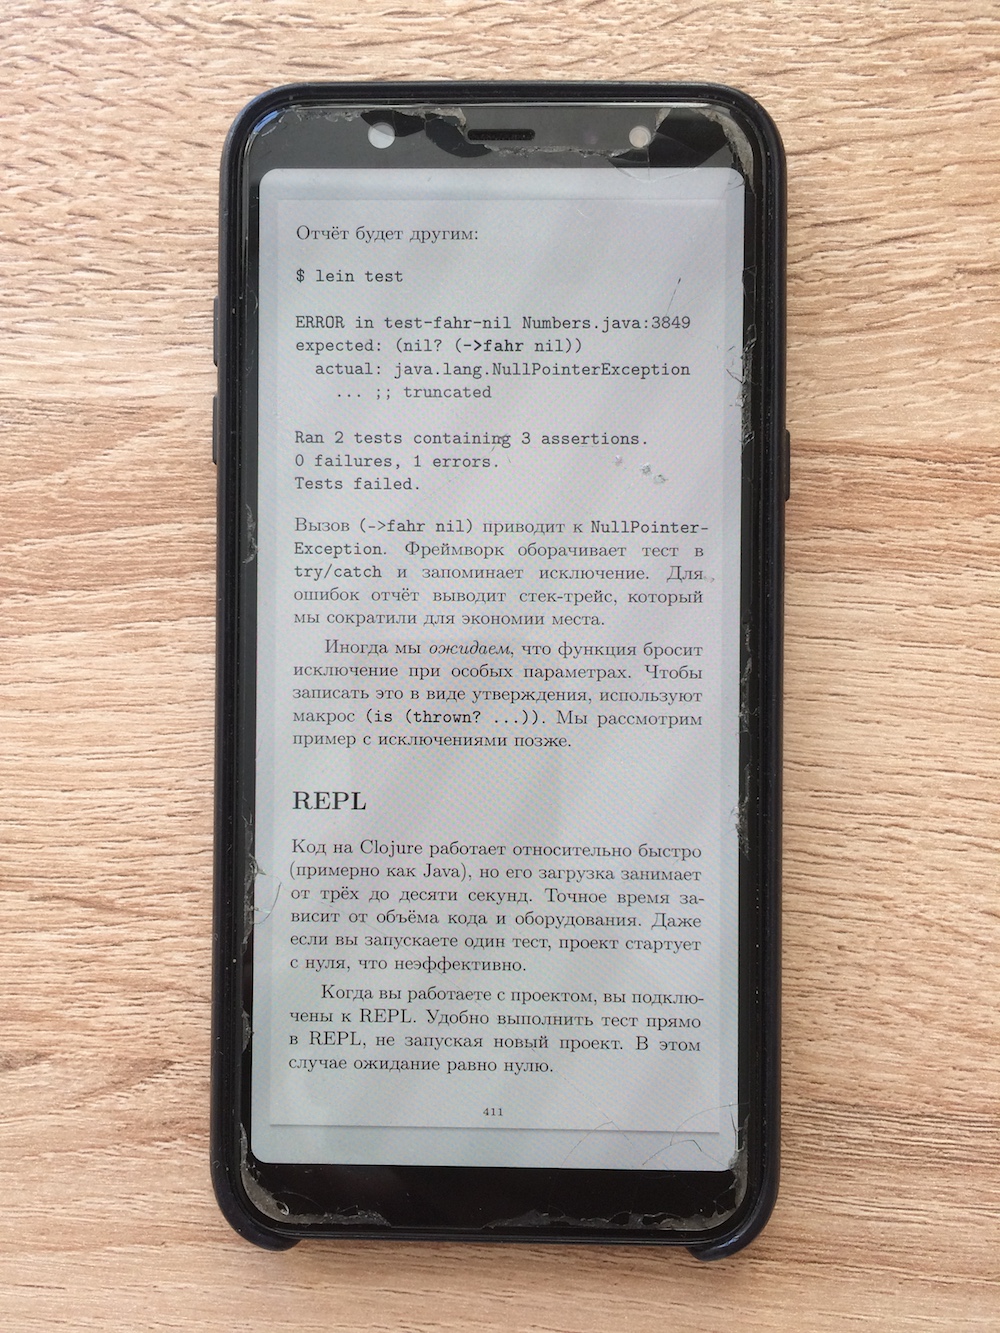 Отчёт будет другим:
$ lein test
ERROR in test-fahr-nil Numbers.java:3849
expected: (nil? (->fahr nil))
actual: java.lang.NullPointerException
... ;; truncated
Ran 2 tests containing 3 assertions.
0 failures, 1 errors.
Tests failed.
Вызов (->fahr nil) приводит к NullPointer-
Exception. Фреймворк оборачивает тест в
try/catch и запоминает исключение. Для
ошибок отчёт выводит стек-трейс, который
мы сократили для экономии места.
Иногда мы ожидаем, что функция бросит
исключение при особых параметрах. Чтобы
записать это в виде утверждения, используют
макрос (is (thrown? ...)). Мы рассмотрим
пример с исключениями позже.
REPL
Код на Clojure работает относительно быстро
(примерно как Java), но его загрузка занимает
от трёх до десяти секунд. Точное время за-
висит от объёма кода и оборудования. Даже
если вы запускаете один тест, проект стартует
с нуля, что неэффективно.
Когда вы работаете с проектом, вы подклю-
чены к REPL. Удобно выполнить тест прямо
в REPL, не запуская новый проект. В этом
случае ожидание равно нулю.
411